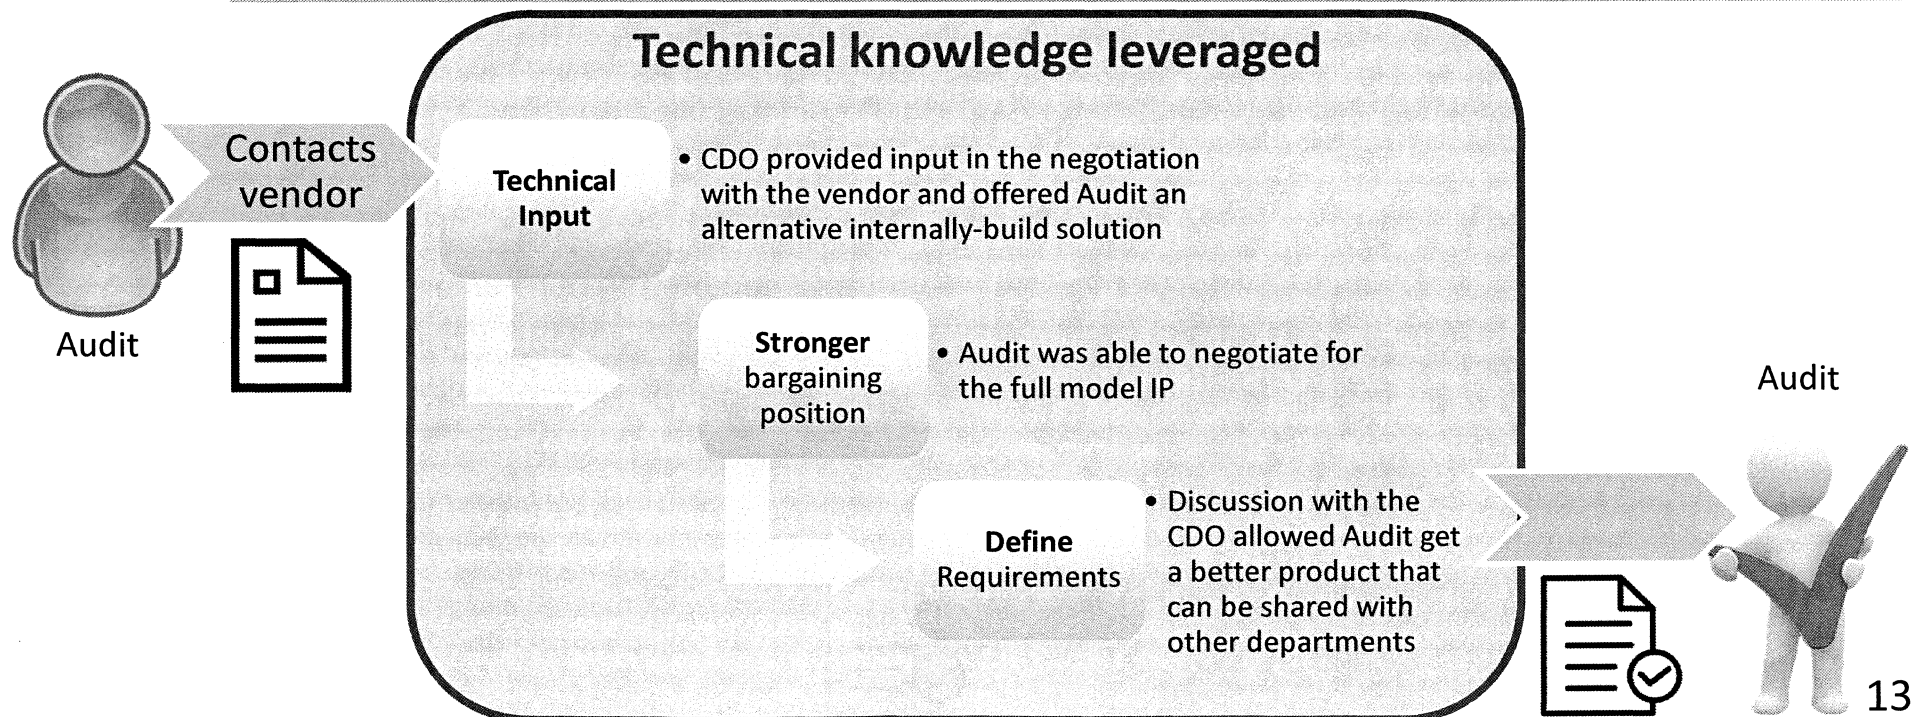 Technical knowledge leveraged
Audit
Contacts
vendor
Technical
Input
• CDO provided input in the negotiation
with the vendor and offered Audit an
alternative internally-build solution
Stronger
bargaining
position
• Audit was able to negotiate for
the full model IP
Define
Requirements
• Discussion with the
CDO allowed Audit get
a better product that
can be shared with
other departments
Audit
13